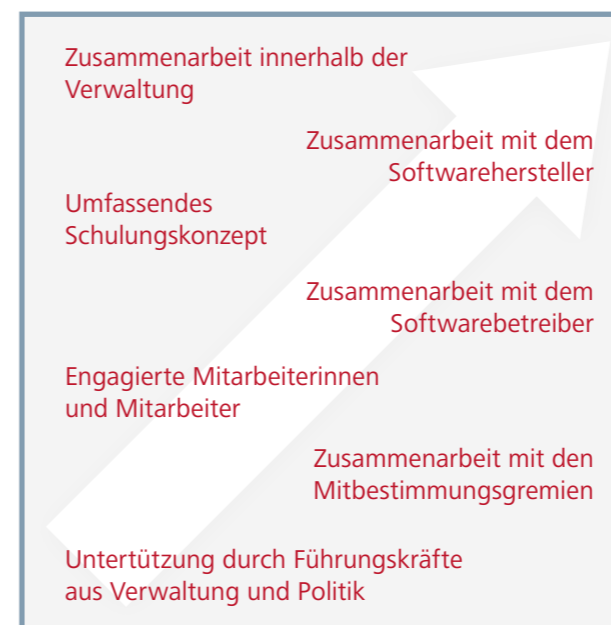 Zusammenarbeit innerhalb der
Verwaltung
Zusammenarbeit mit dem
Softwarehersteller
Umfassendes
Schulungskonzept
Zusammenarbeit mit dem
Softwarebetreiber
Engagierte Mitarbeiterinnen
und Mitarbeiter
Zusammenarbeit mit den
Mitbestimmungsgremien
Untertützung durch Führungskräfte
aus Verwaltung und Politik